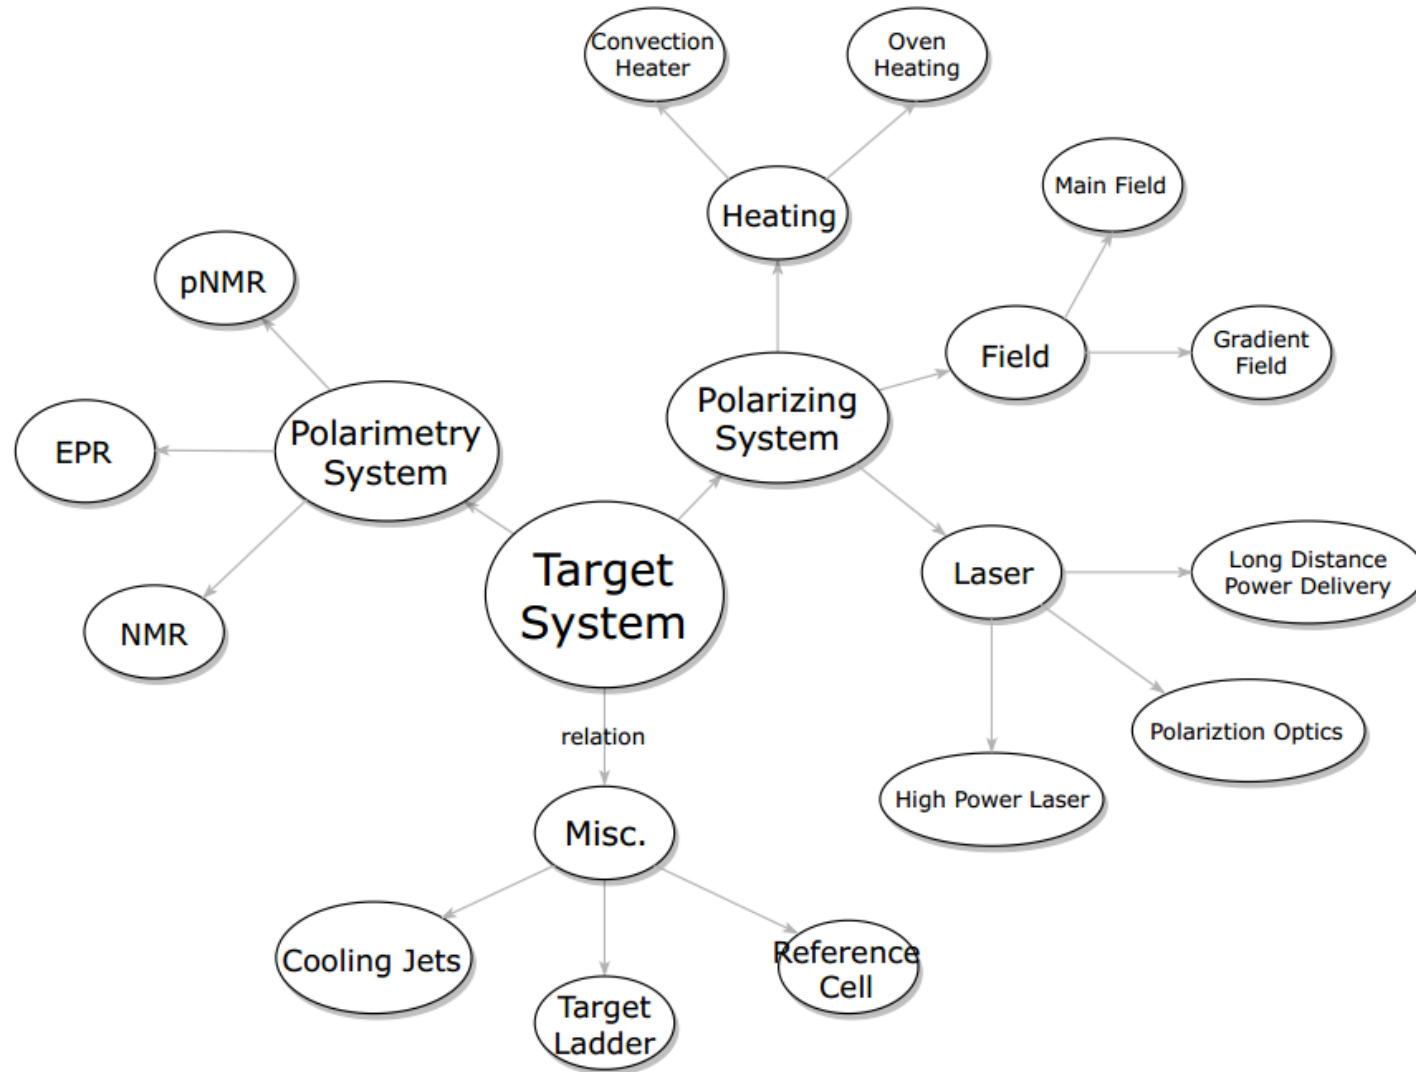 Convection
Heater
Oven
Heating
Main Field
Heating
pNMR
Field
Gradient
Field
Polarizing
System
Polarimetry
System
EPR
Target
System
Laser
Long Distance
Power Delivery
NMR
relation
Polariztion Optics
High Power Laser
Misc.
Cooling Jets
Reference
Cell
Target
Ladder